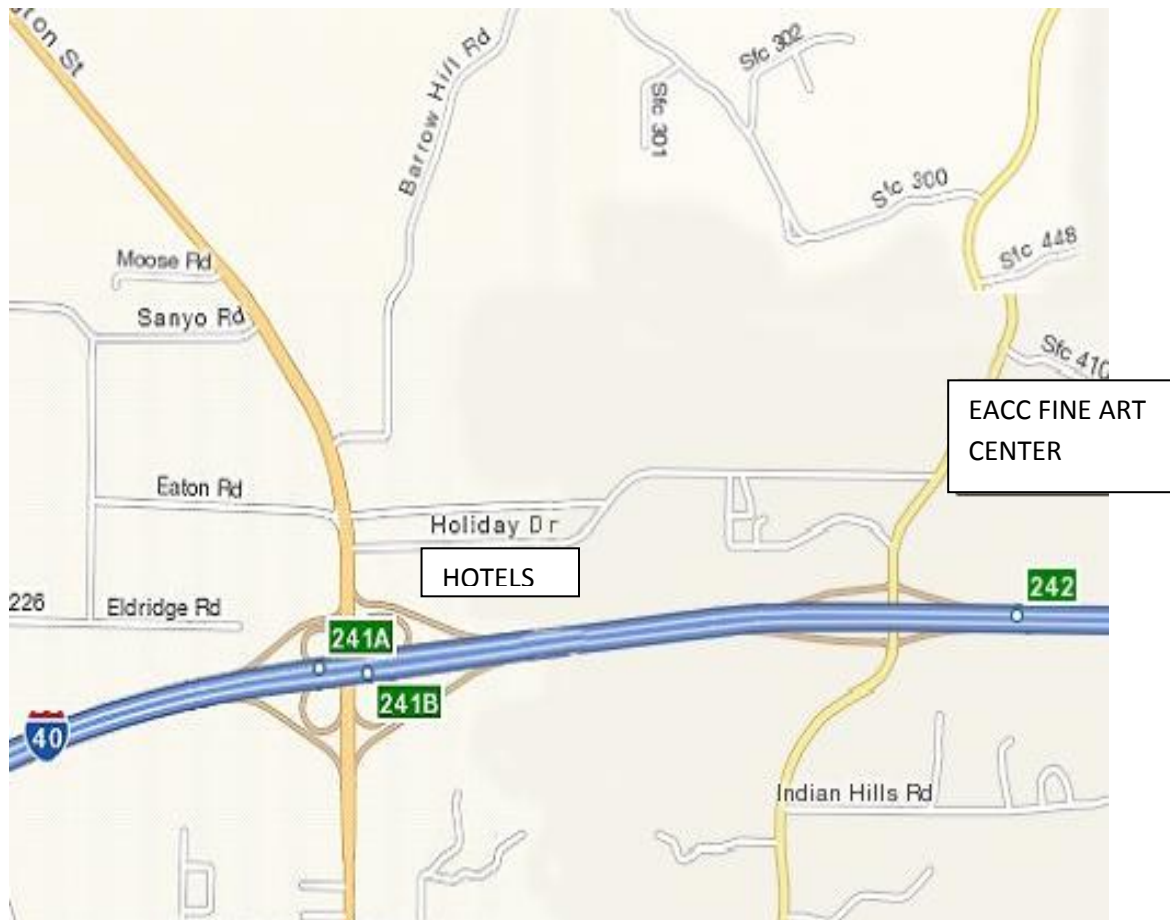 gton St
Barrow Hill Rd
Sfc 302
Sfc 301
Sfc 300
Sfc 448
Moose Rd
Sanyo Rd
Sfc 410
EACC FINE ART
CENTER
Eaton Rd
Holiday Dr
HOTELS
242
226
Eldridge Rd
241A
241B
40
Indian Hills Rd